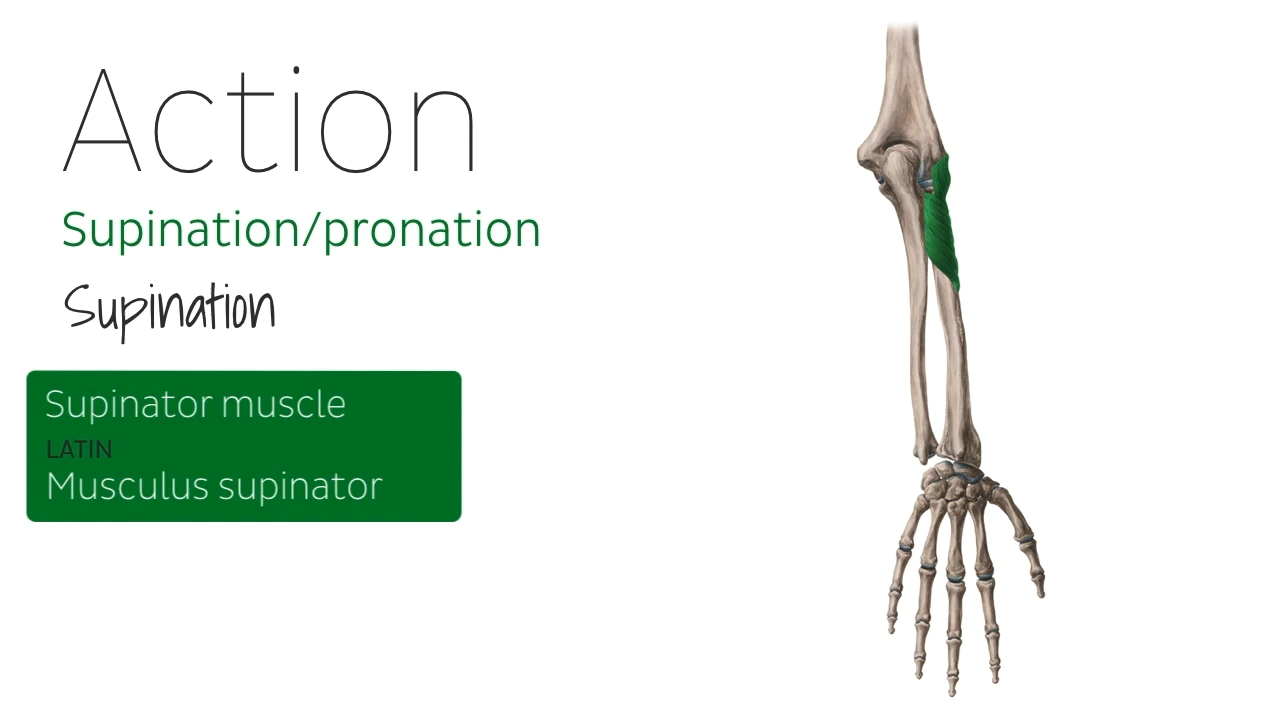 Action
Supination/pronation
Supination
Supinator muscle
LATIN
Musculus supinator